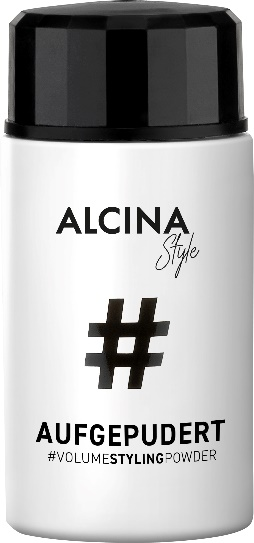 ALCINA
Style
#
AUFGEPUDERT
#VOLUMESTYLINGPOWDER